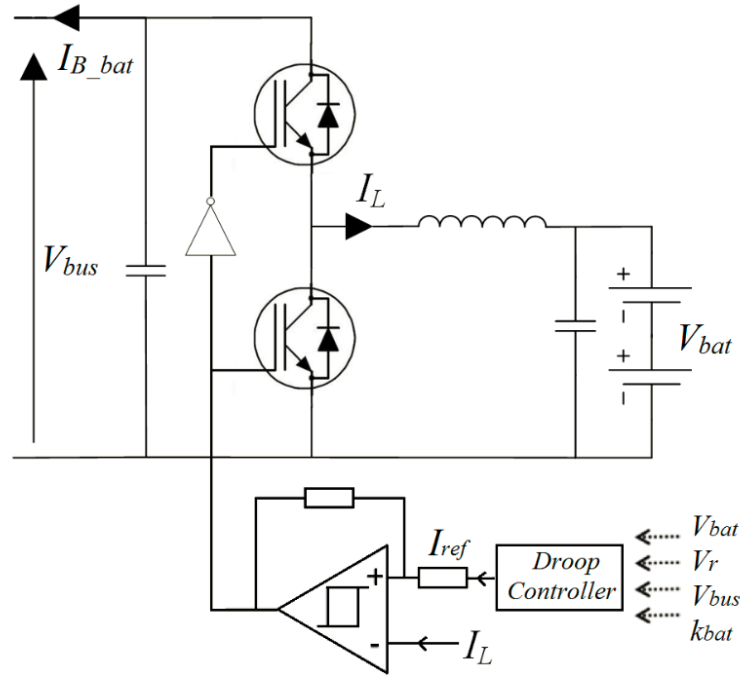 I_B_bat
I_L
V_bus
+
−
+
−
V_bat
I_ref
Droop
Controller
V_bat
V_r
V_bus
k_bat
+
-
I_L